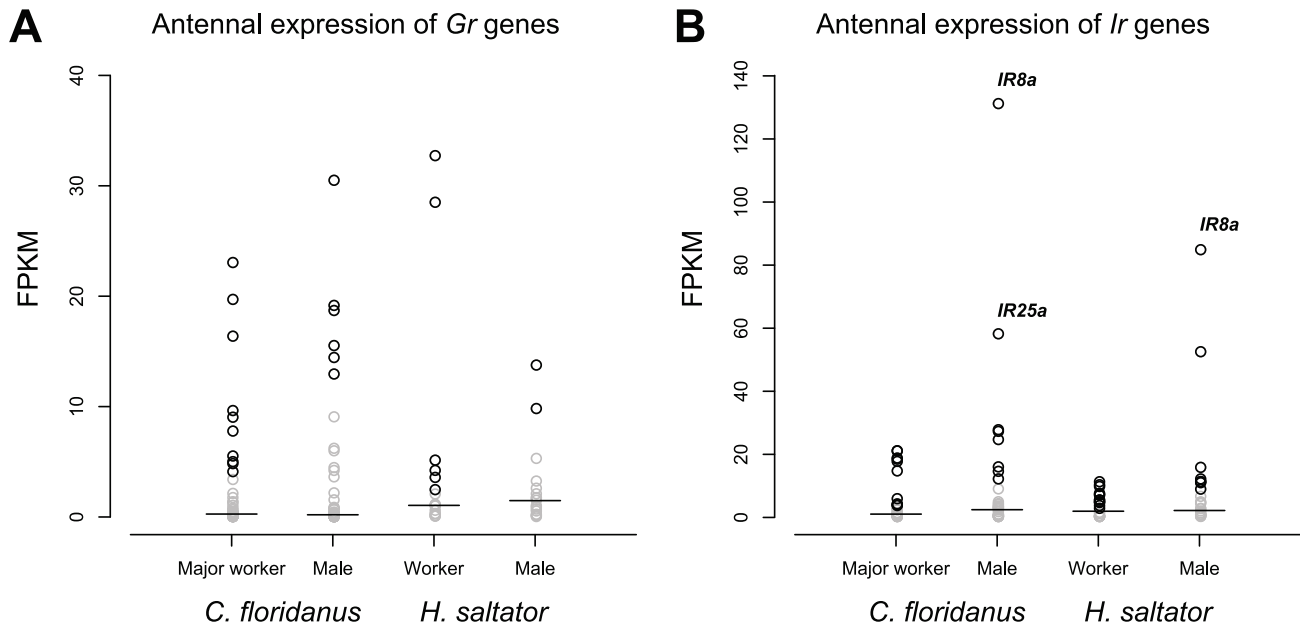 A
Antennal expression of Gr genes
FPKM
40
30
20
10
0
Major worker Male Worker Male
C. floridanus H. saltator
B
Antennal expression of Ir genes
FPKM
140
120
100
80
60
40
20
0
IR8a
IR25a
IR8a
Major worker Male Worker Male
C. floridanus H. saltator